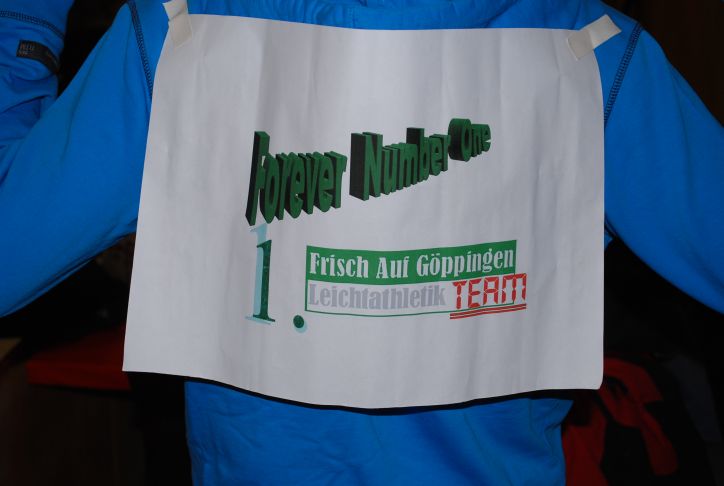 Forever Number One
1.
Frisch Auf Göppingen
Leichtathletik TEAM